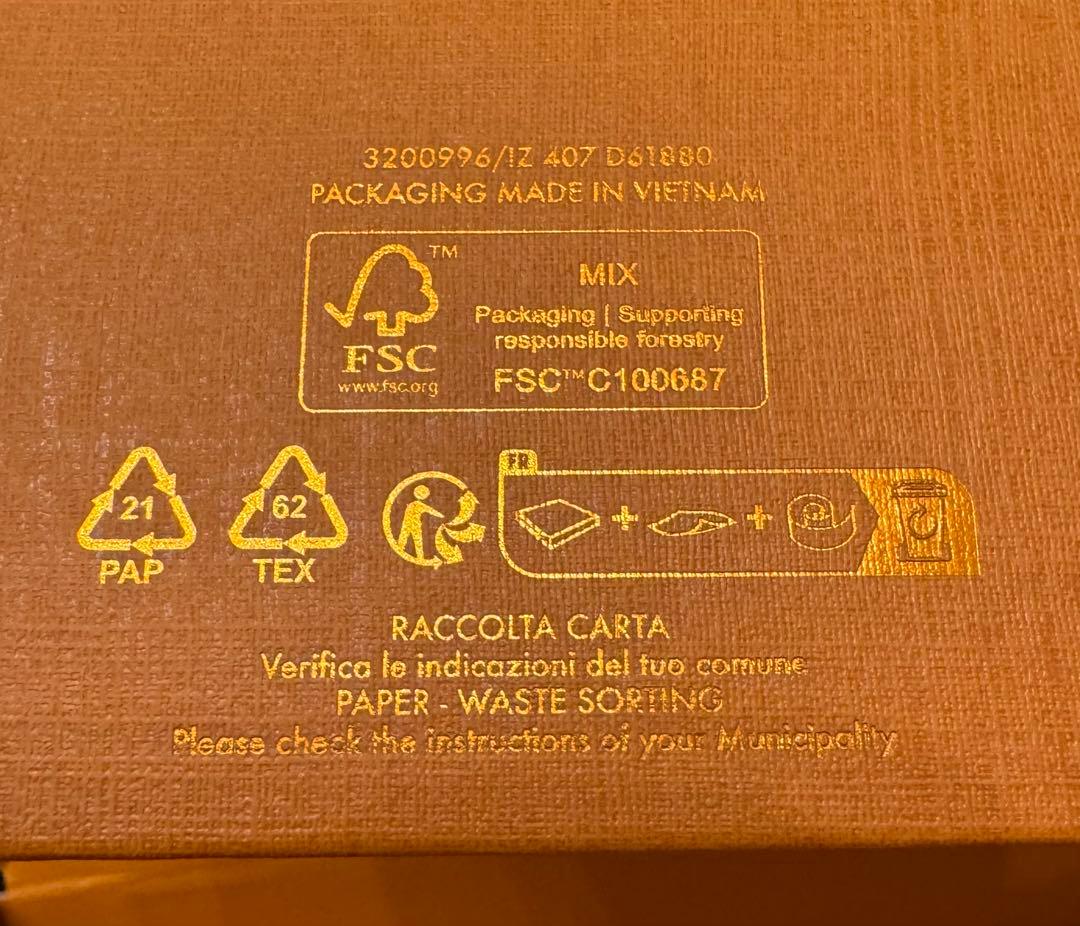 3200996/IZ 407 D61880
PACKAGING MADE IN VIETNAM
TM
FSC
www.fsc.org
MIX
Packaging | Supporting
responsible forestry
FSC™ C100687
21
PAP
62
TEX
FR
RACCOLTA CARTA
Verifica le indicazioni del tuo comune
PAPER - WASTE SORTING
Please check the instructions of your Municipality